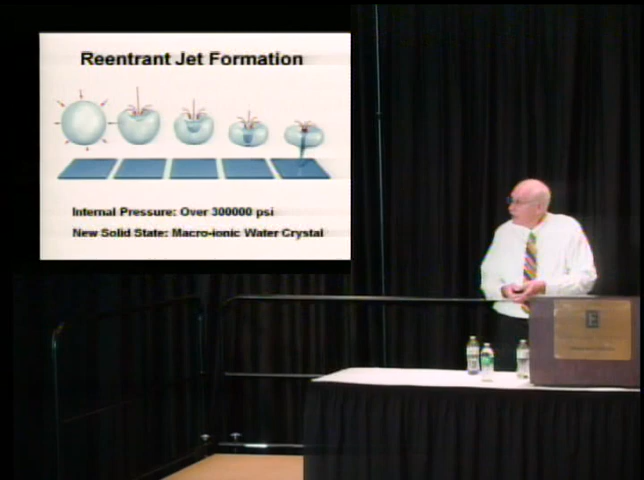 Reentrant Jet Formation
Internal Pressure: Over 300000 psi
New Solid State: Macro-ionic Water Crystal
E